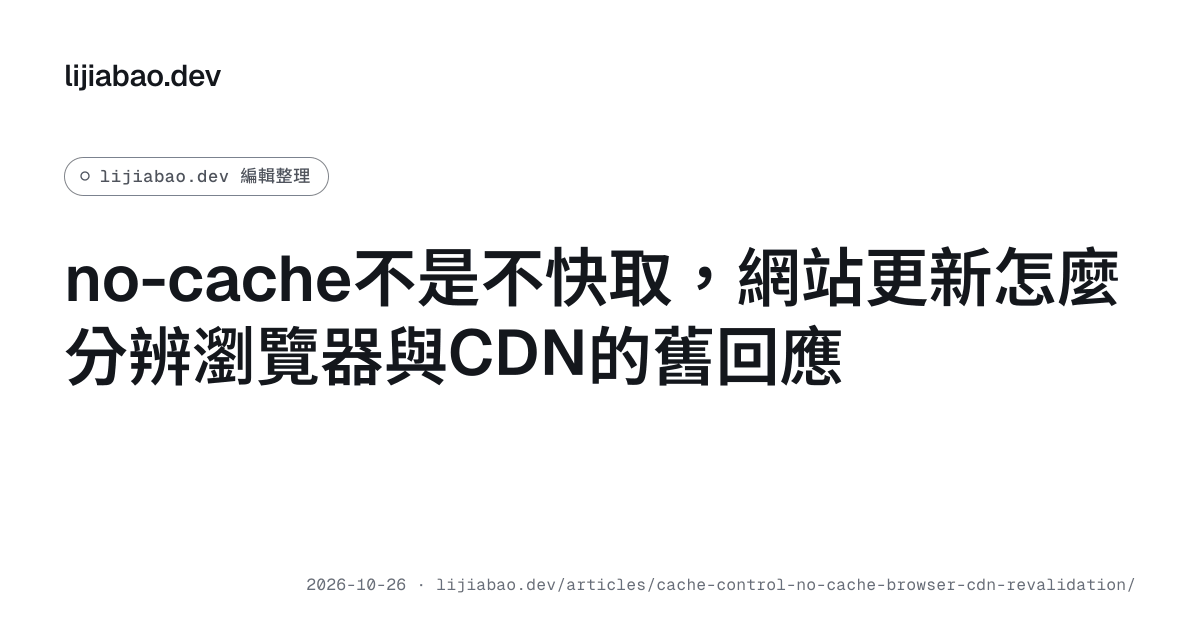 lijiabao.dev
lijiabao.dev 編輯整理
no-cache不是不快取，網站更新怎麼
分辨瀏覽器與CDN的舊回應
2026-10-26 · lijiabao.dev/articles/cache-control-no-cache-browser-cdn-revalidation/